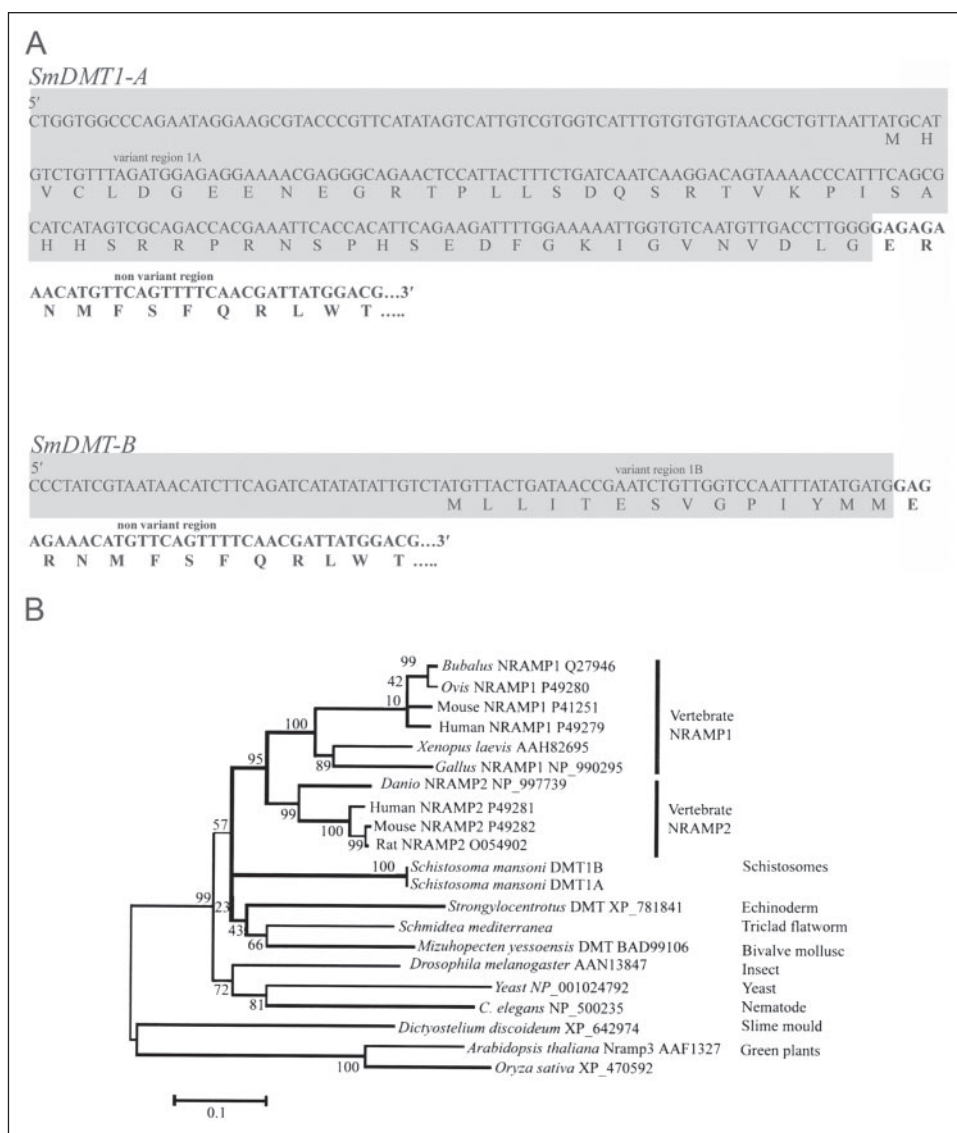 A
SmDMT1-A
5′
CTGGTGGCCCAGAATAGGAAGCGTACCCGTTCATATAGTCATTGTCGTGGTCATTTGTGTGTGTAACGCTGTTAATTATGCAT
M H
variant region 1A
GTCTGTTTAGATGGAGAGGAAAACGAGGGCAGAACTCCATTACTTTCTGATCAATCAAGGACAGTAAAACCCATTTCAGCG
V C L D G E E N E G R T P L L S D Q S R T V K P I S A
CATCATAGTCGCAGACCACGAAATTCACCACATTCAGAAGATTTTGGAAAAATTGGTGTCAATGTTGACCTTGGGGAGAGA
H H S R R P R N S P H S E D F G K I G V N V D L G E R
non variant region
AACATGTTCAGTTTTCAACGATTATGGACG...3′
N M F S F Q R L W T .....
SmDMT-B
5′
variant region 1B
CCCTATCGTAATAACATCTTCAGATCATATATATTGTCTATGTTACTGATAACCGAATCTGTTGGTCCAATTTATATGATGGAG
M L L I T E S V G P I Y M M E
non variant region
AGAAACATGTTCAGTTTTCAACGATTATGGACG...3′
R N M F S F Q R L W T .....
B
99
Bubalus NRAMP1 Q27946
42
Ovis NRAMP1 P49280
10
Mouse NRAMP1 P41251
Vertebrate
NRAMP1
100
Human NRAMP1 P49279
Xenopus laevis AAH82695
95
89
Gallus NRAMP1 NP_990295
Danio NRAMP2 NP_997739
99
Human NRAMP2 P49281
Vertebrate
NRAMP2
100
Mouse NRAMP2 P49282
57
99
Rat NRAMP2 O054902
100
Schistosoma mansoni DMT1B
Schistosomes
Schistosoma mansoni DMT1A
99
23
Strongylocentrotus DMT XP_781841
Echinoderm
43
Schmidtea mediterranea
Triclad flatworm
66
Mizuhopecten yessoensis DMT BAD99106
Bivalve mollusc
Drosophila melanogaster AAN13847
Insect
72
Yeast NP_001024792
Yeast
81
C. elegans NP_500235
Nematode
Dictyostelium discoideum XP_642974
Slime mould
Arabidopsis thaliana Nramp3 AAF1327
Green plants
100
Oryza sativa XP_470592
0.1